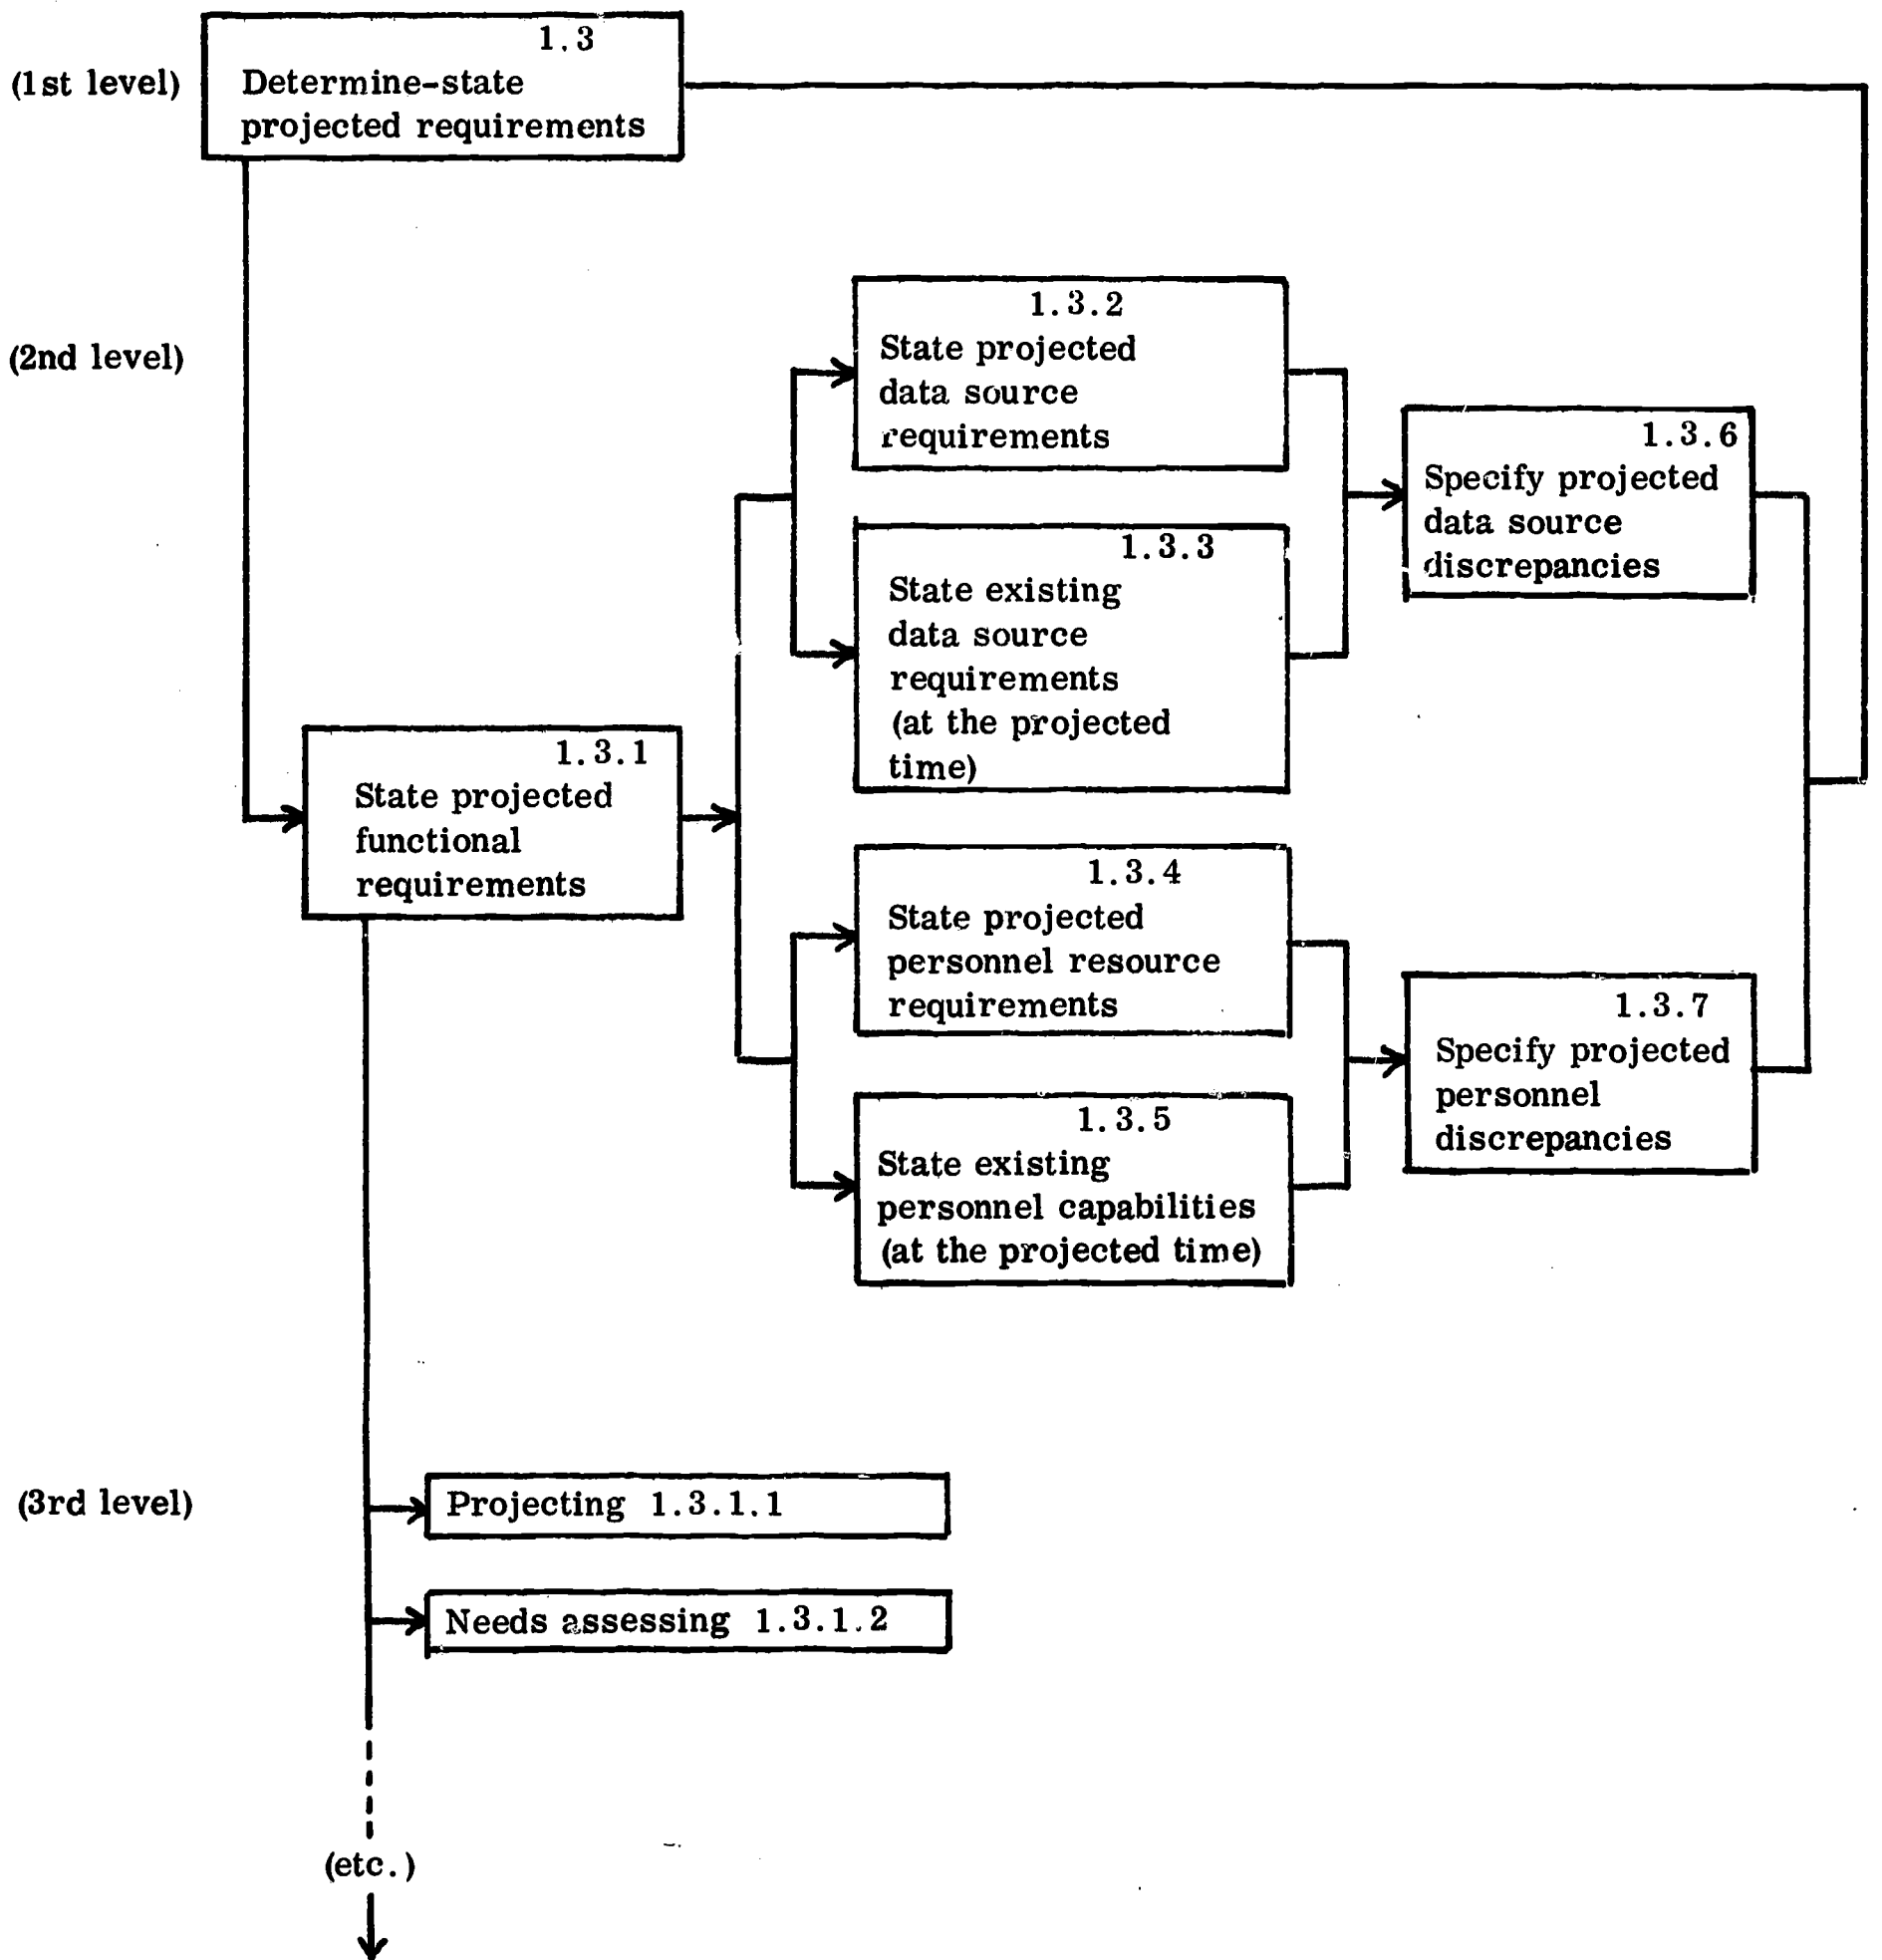 1.3
(1st level)
Determine-state
projected requirements
(2nd level)
1.3.2
State projected
data source
requirements
1.3.3
State existing
data source
requirements
(at the projected
time)
1.3.6
Specify projected
data source
discrepancies
1.3.1
State projected
functional
requirements
1.3.4
State projected
personnel resource
requirements
1.3.5
State existing
personnel capabilities
(at the projected time)
1.3.7
Specify projected
personnel
discrepancies
(3rd level)
Projecting 1.3.1.1
Needs assessing 1.3.1.2
(etc.)